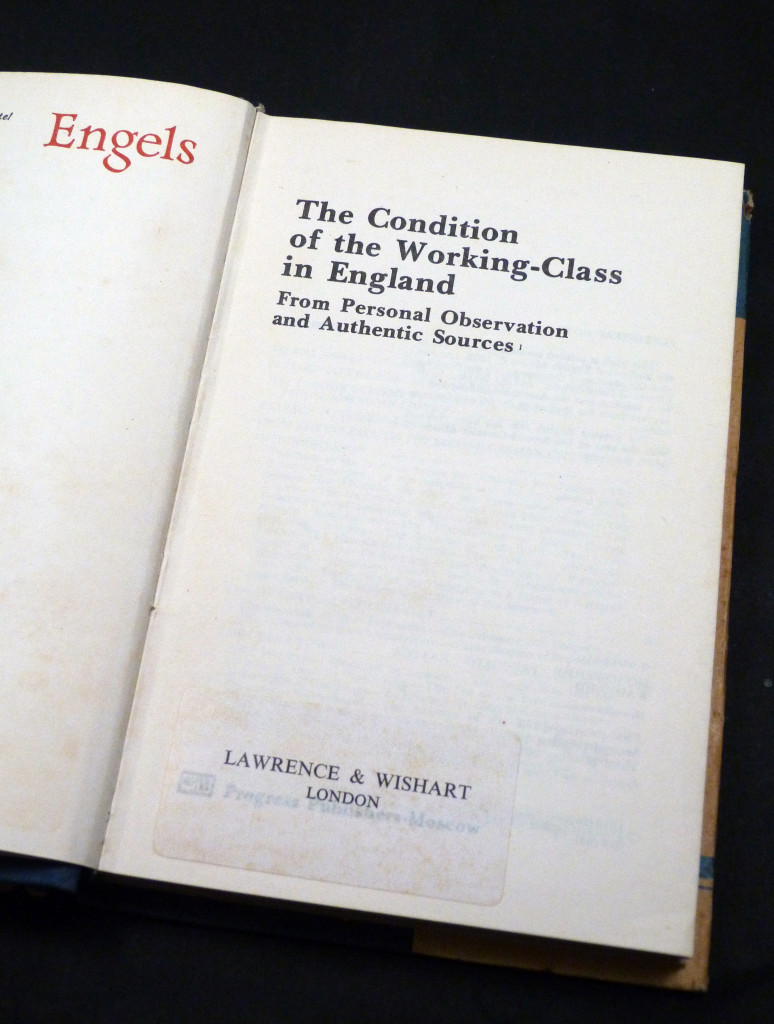 Engels
The Condition
of the Working-Class
in England
From Personal Observation
and Authentic Sources¹
LAWRENCE & WISHART
LONDON
Progress Publishers Moscow